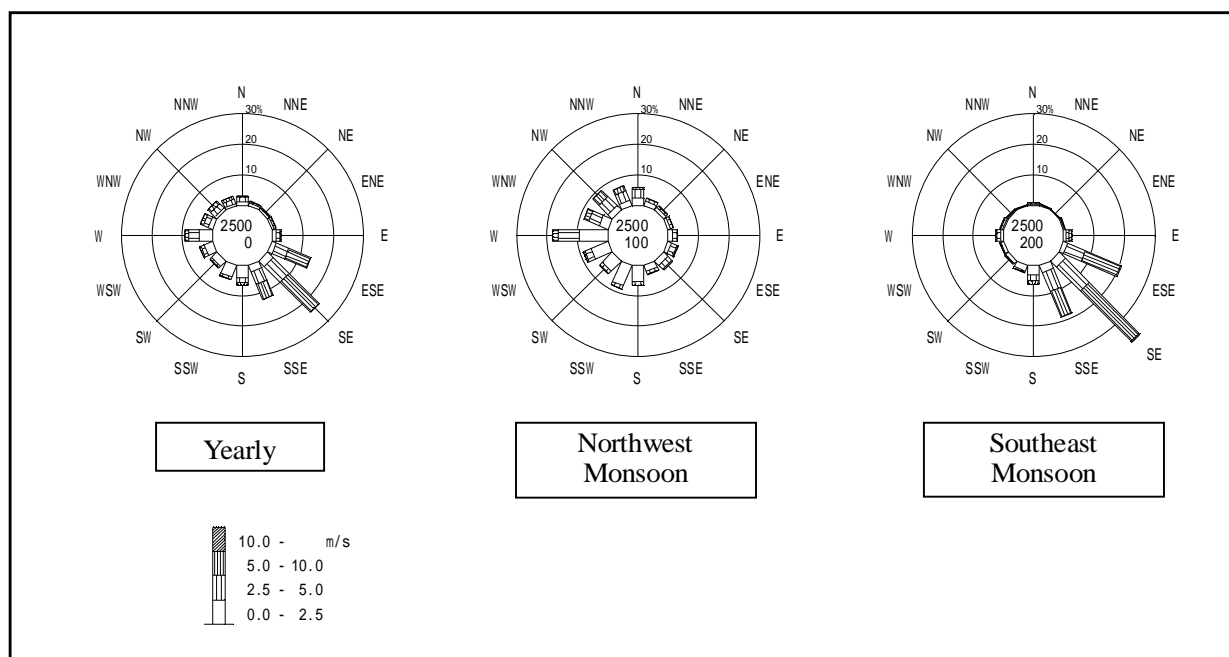 N
NNW NNE
30%
NW NE
20
WNW ENE
10
2500
W E
0
WSW ESE
SW SE
SSW SSE
S
Yearly
N
NNW NNE
30%
NW NE
20
WNW ENE
10
2500
W E
100
WSW ESE
SW SE
SSW SSE
S
Northwest
Monsoon
N
NNW NNE
30%
NW NE
20
WNW ENE
10
2500
W E
200
WSW ESE
SW SE
SSW SSE
S
Southeast
Monsoon
10.0 - m/s
5.0 - 10.0
2.5 - 5.0
0.0 - 2.5